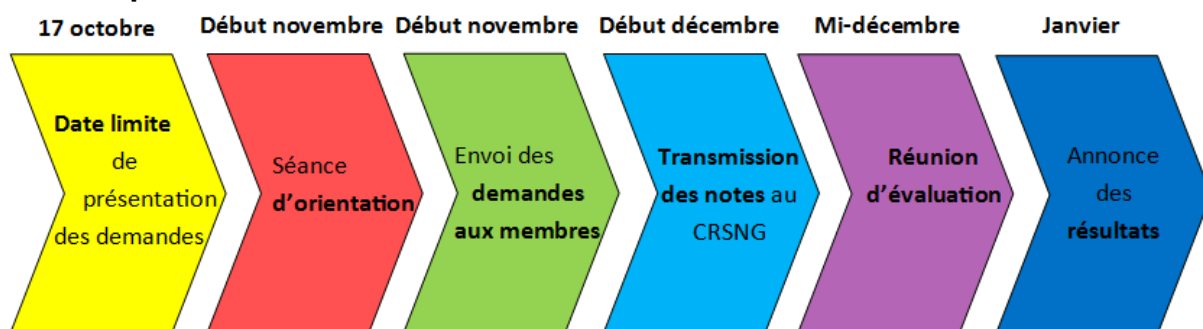 17 octobre
Début novembre
Début novembre
Début décembre
Mi-décembre
Janvier
Date limite
de
présentation
des demandes
Séance
d'orientation
Envoi des
demandes
aux membres
Transmission
des notes au
CRSNG
Réunion
d'évaluation
Annonce
des
résultats